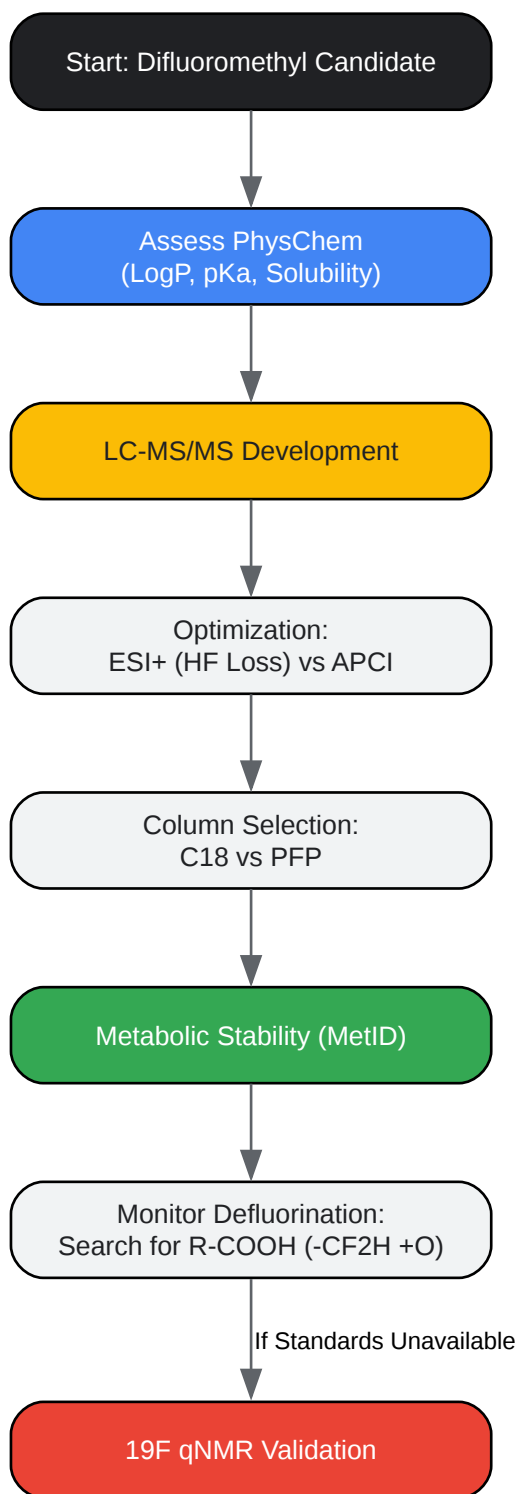 Start: Difluoromethyl Candidate
Assess PhysChem
(LogP, pKa, Solubility)
LC-MS/MS Development
Optimization:
ESI+ (HF Loss) vs APCI
Column Selection:
C18 vs PFP
Metabolic Stability (MetID)
Monitor Defluorination:
Search for R-COOH (-CF2H +O)
If Standards Unavailable
19F qNMR Validation